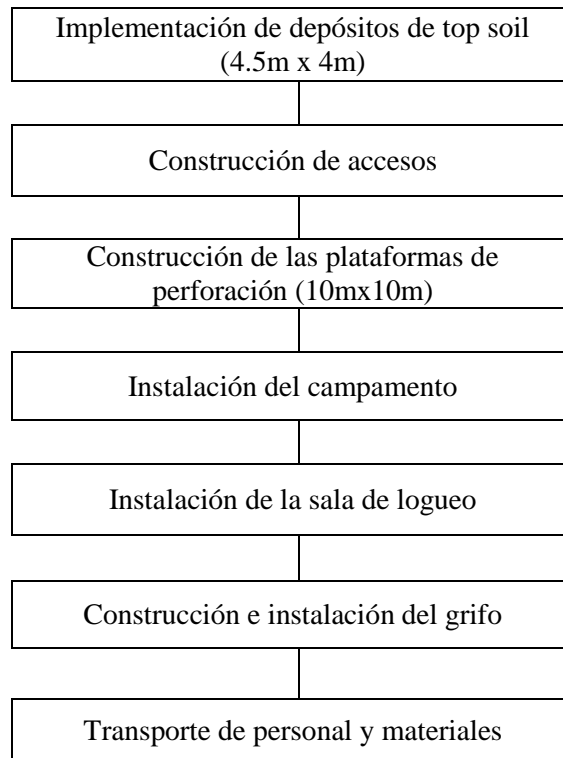 Implementación de depósitos de top soil
(4.5m x 4m)
Construcción de accesos
Construcción de las plataformas de
perforación (10mx10m)
Instalación del campamento
Instalación de la sala de logueo
Construcción e instalación del grifo
Transporte de personal y materiales